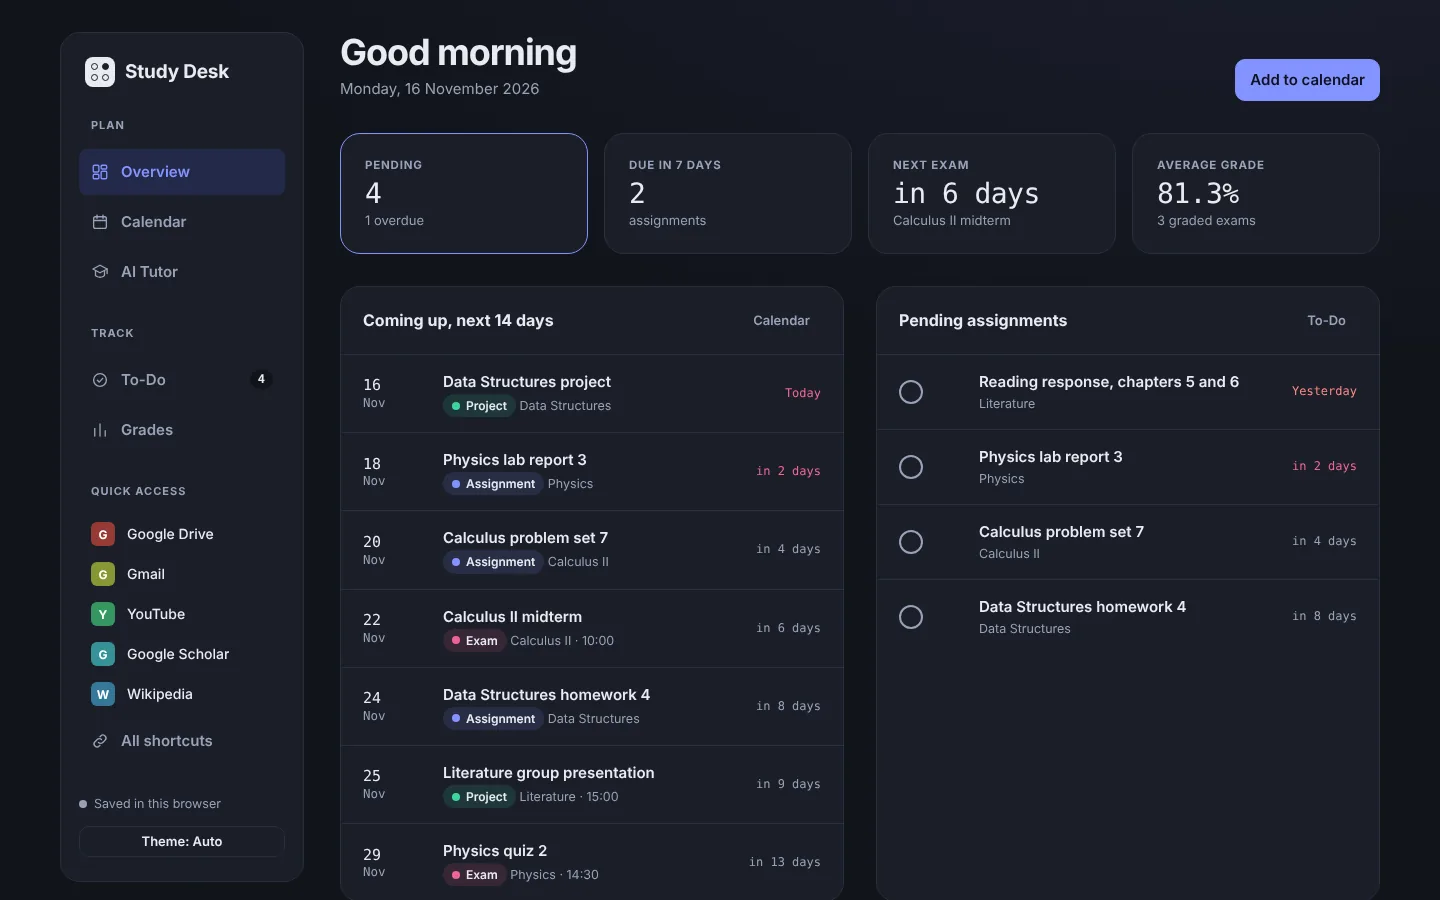 Study Desk
PLAN
Overview
Calendar
AI Tutor
TRACK
To-Do 4
Grades
QUICK ACCESS
G Google Drive
G Gmail
Y YouTube
G Google Scholar
W Wikipedia
All shortcuts
Saved in this browser
Theme: Auto
Good morning
Monday, 16 November 2026
Add to calendar
PENDING
4
1 overdue
DUE IN 7 DAYS
2
assignments
NEXT EXAM
in 6 days
Calculus II midterm
AVERAGE GRADE
81.3%
3 graded exams
Coming up, next 14 days Calendar
16 Nov
Data Structures project
Project Data Structures
Today
18 Nov
Physics lab report 3
Assignment Physics
in 2 days
20 Nov
Calculus problem set 7
Assignment Calculus II
in 4 days
22 Nov
Calculus II midterm
Exam Calculus II · 10:00
in 6 days
24 Nov
Data Structures homework 4
Assignment Data Structures
in 8 days
25 Nov
Literature group presentation
Project Literature · 15:00
in 9 days
29 Nov
Physics quiz 2
Exam Physics · 14:30
in 13 days
Pending assignments To-Do
Reading response, chapters 5 and 6
Literature
Yesterday
Physics lab report 3
Physics
in 2 days
Calculus problem set 7
Calculus II
in 4 days
Data Structures homework 4
Data Structures
in 8 days